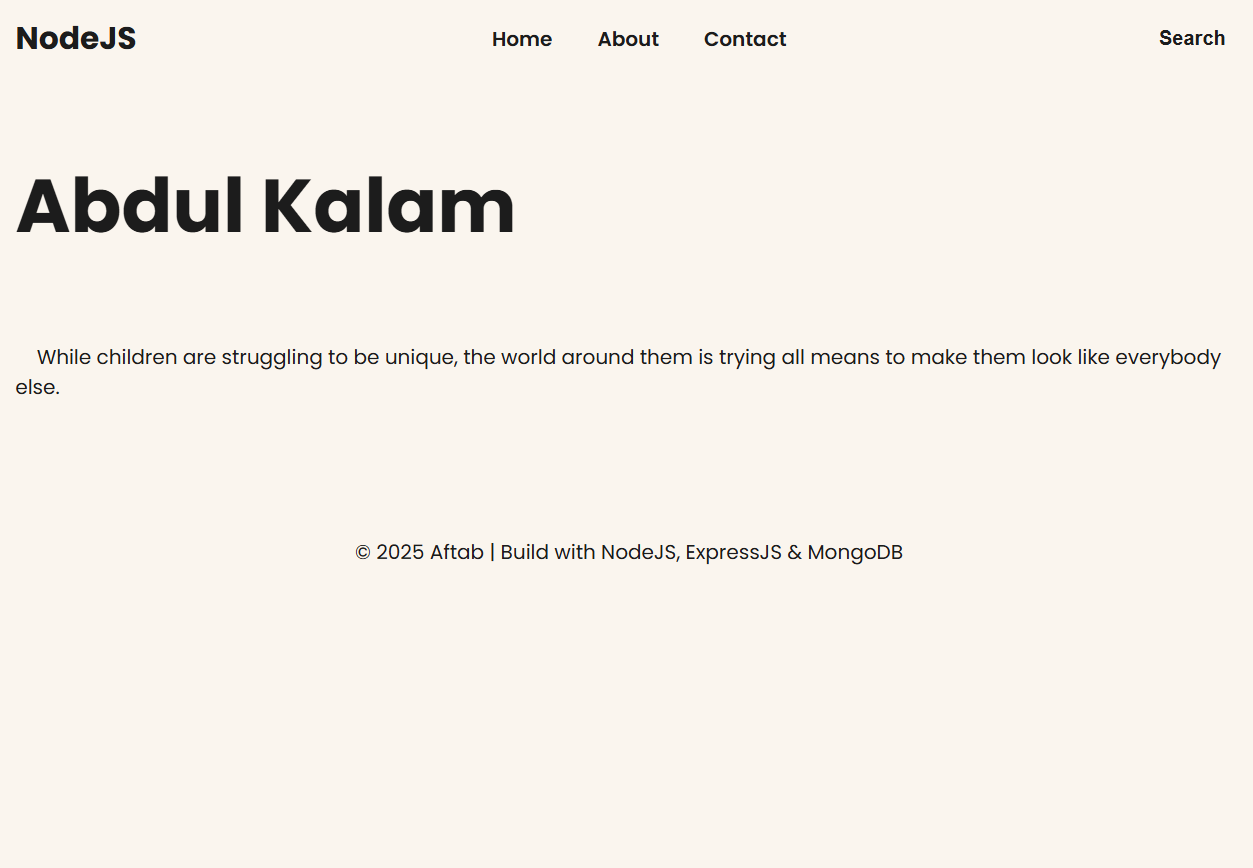 NodeJS
Home About Contact
Search
Abdul Kalam
While children are struggling to be unique, the world around them is trying all means to make them look like everybody
else.
© 2025 Aftab | Build with NodeJS, ExpressJS & MongoDB